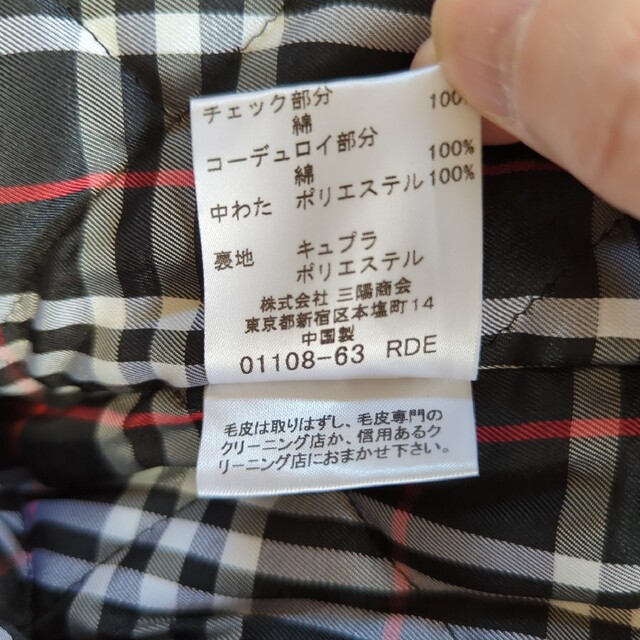 チェック部分 100%
綿
コーデュロイ部分
綿 100%
中わた ポリエステル 100%
裏地 キュプラ
ポリエステル
株式会社 三陽商会
東京都新宿区本塩町14
中国製
01108-63 RDE
毛皮は取りはずし、毛皮専門の
クリーニング店か、信用あるク
リーニング店におまかせ下さい。